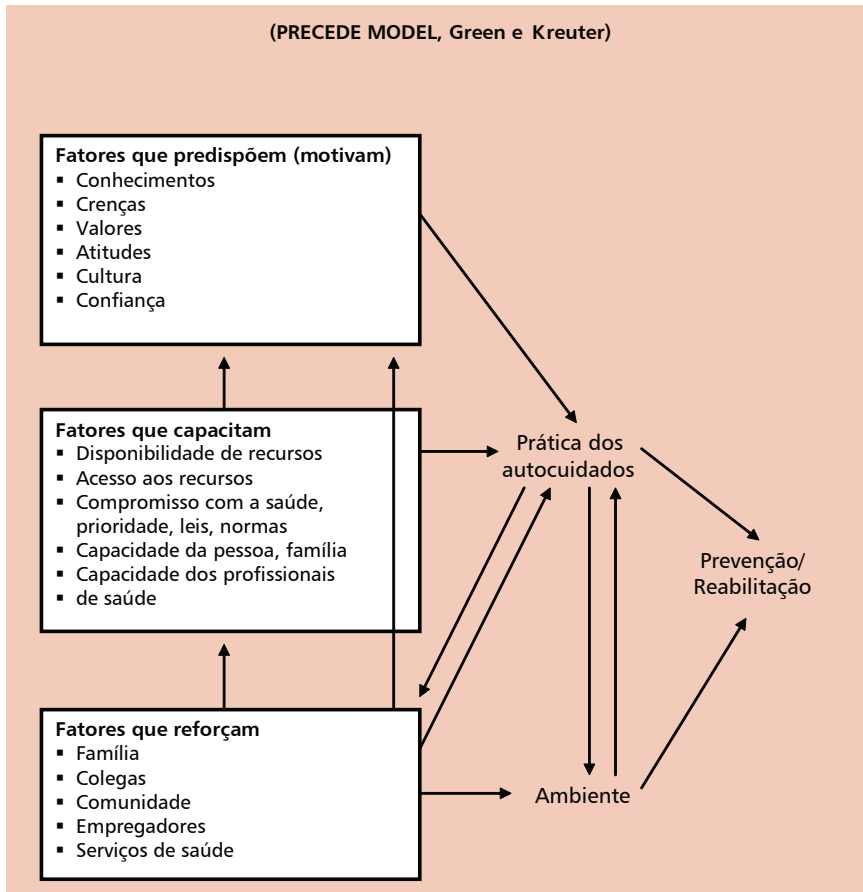 (PRECEDE MODEL, Green e Kreuter)
Fatores que predispõem (motivam)
▪ Conhecimentos
▪ Crenças
▪ Valores
▪ Atitudes
▪ Cultura
▪ Confiança
Fatores que capacitam
▪ Disponibilidade de recursos
▪ Acesso aos recursos
▪ Compromisso com a saúde,
prioridade, leis, normas
▪ Capacidade da pessoa, família
▪ Capacidade dos profissionais
▪ de saúde
Fatores que reforçam
▪ Família
▪ Colegas
▪ Comunidade
▪ Empregadores
▪ Serviços de saúde
Prática dos
autocuidados
Ambiente
Prevenção/
Reabilitação